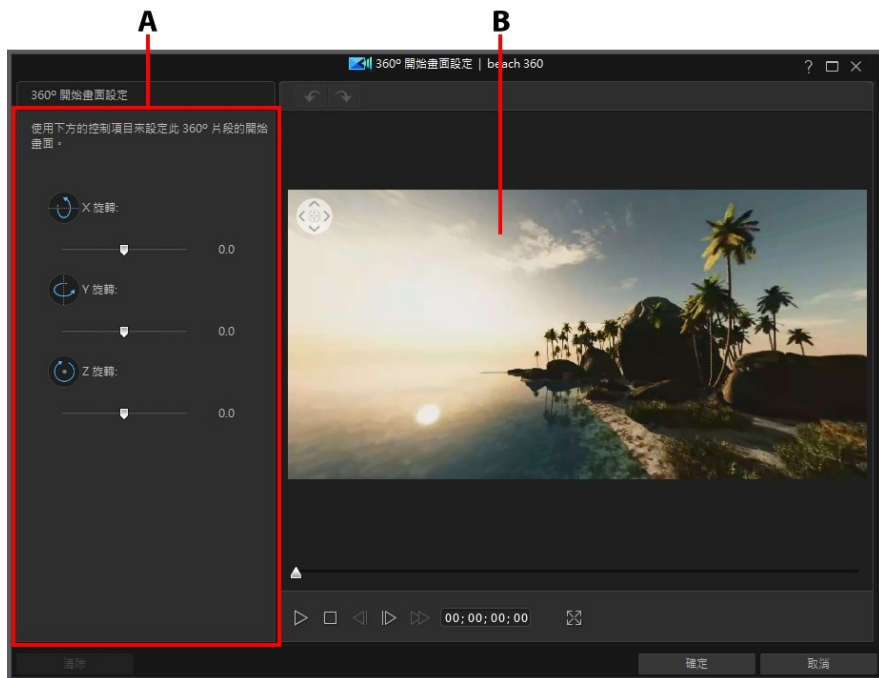 A
B
360º 開始畫面設定 | beach 360
360º 開始畫面設定
使用下方的控制項目來設定此 360º 片段的開始
畫面。
X 旋轉:
0.0
Y 旋轉:
0.0
Z 旋轉:
0.0
00;00;00;00
清除
確定
取消